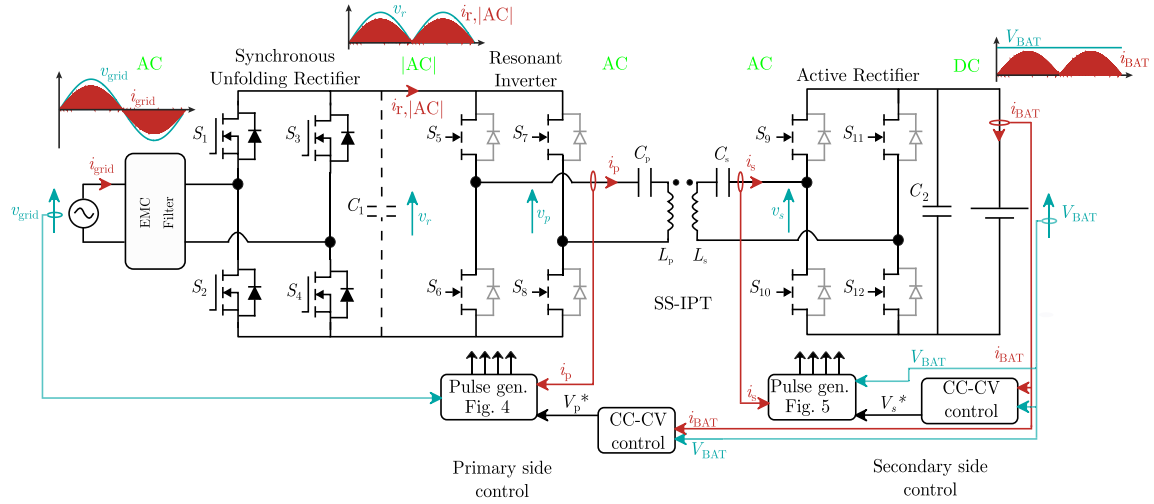 v_r
i_r,|AC|
AC
v_grid
i_grid
Synchronous
Unfolding Rectifier
|AC|
i_r,|AC|
Resonant
Inverter
AC
AC
Active Rectifier
DC
V_BAT
i_BAT
S_1
S_3
S_5
S_7
S_9
S_11
i_BAT
i_grid
v_grid
EMC
Filter
C_1
v_r
v_p
i_p
C_p
C_s
i_s
v_s
C_2
V_BAT
L_p
L_s
S_2
S_4
S_6
S_8
SS-IPT
S_10
S_12
i_p
Pulse gen.
Fig. 4
V_p*
CC-CV
control
i_BAT
V_BAT
i_s
Pulse gen.
Fig. 5
V_s*
V_BAT
i_BAT
CC-CV
control
Primary side
control
Secondary side
control